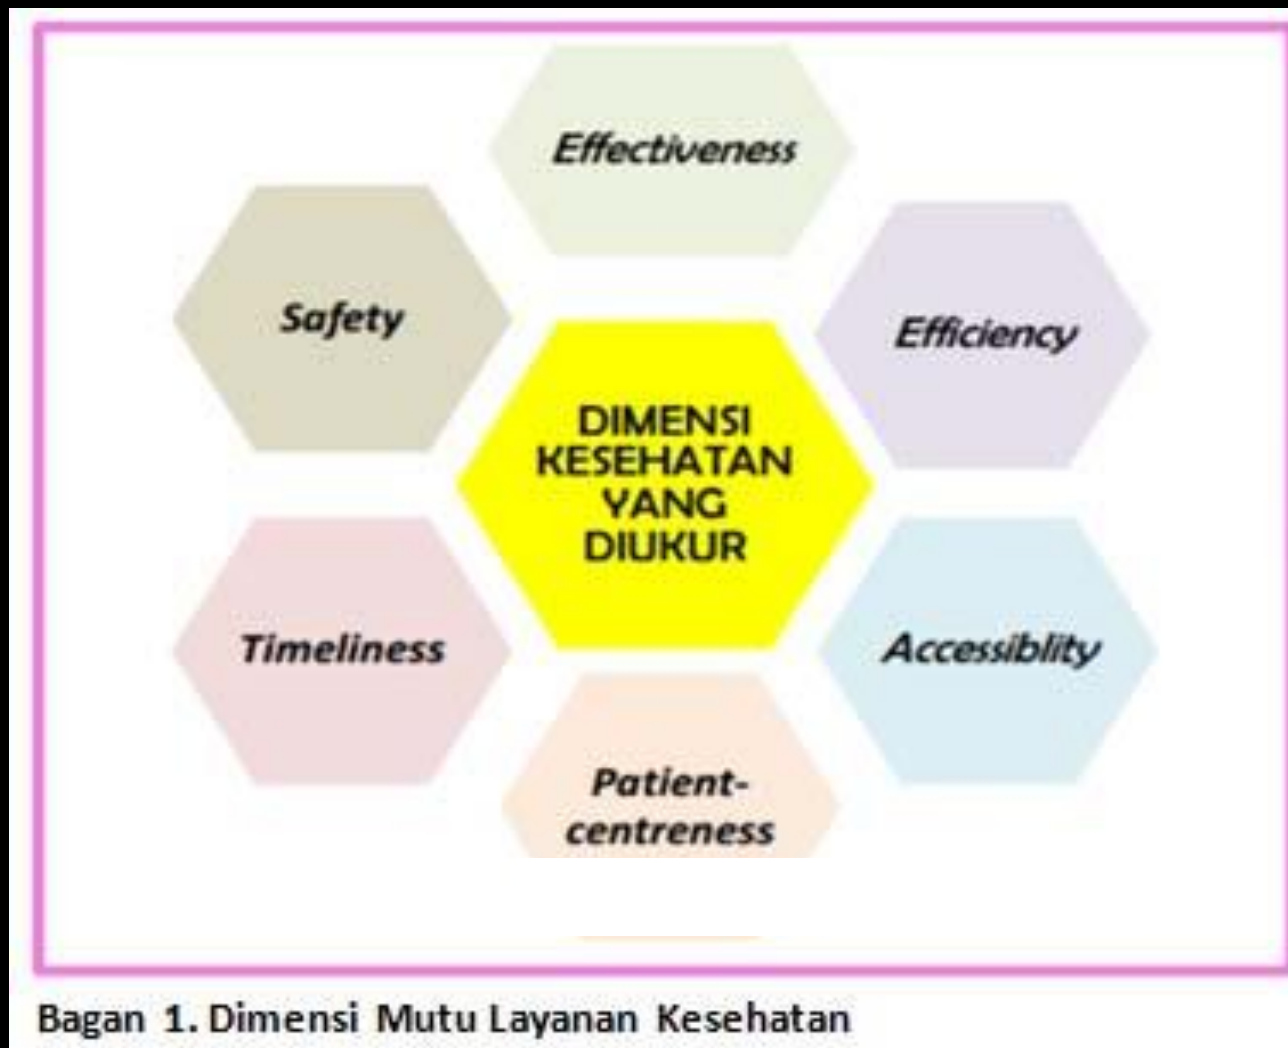 Effectiveness
Safety
Efficiency
DIMENSI
KESEHATAN
YANG
DIUKUR
Timeliness
Accessiblity
Patient-
centreness
Bagan 1. Dimensi Mutu Layanan Kesehatan